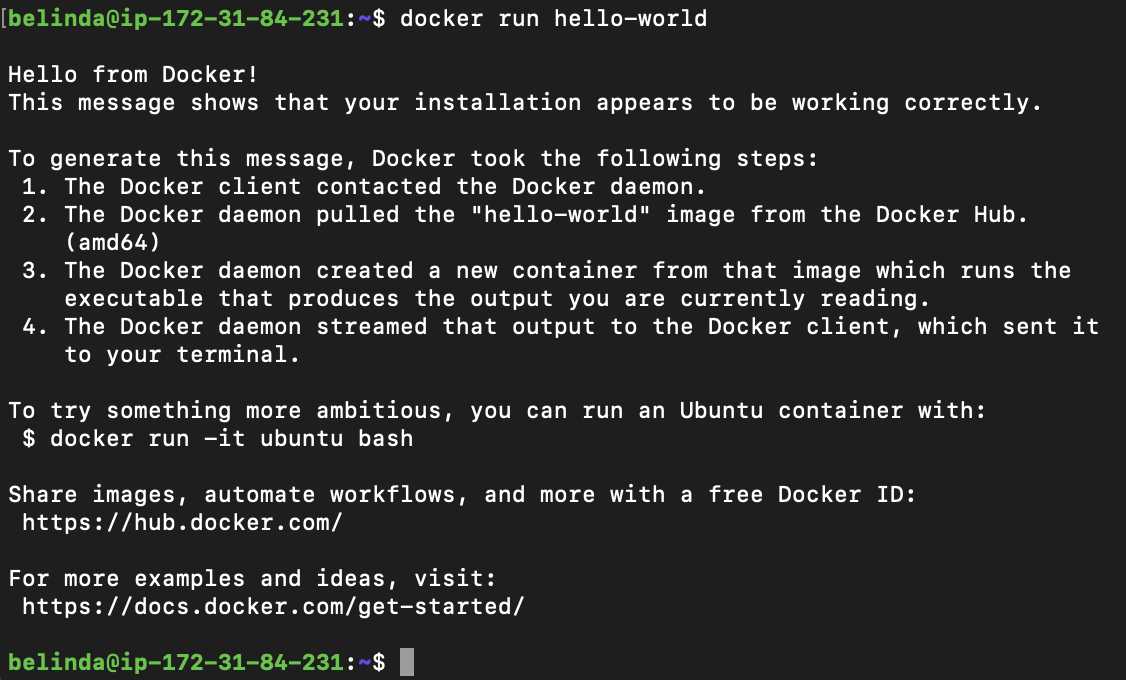 [belinda@ip-172-31-84-231:~$ docker run hello-world
Hello from Docker!
This message shows that your installation appears to be working correctly.
To generate this message, Docker took the following steps:
1. The Docker client contacted the Docker daemon.
2. The Docker daemon pulled the "hello-world" image from the Docker Hub.
(amd64)
3. The Docker daemon created a new container from that image which runs the
executable that produces the output you are currently reading.
4. The Docker daemon streamed that output to the Docker client, which sent it
to your terminal.
To try something more ambitious, you can run an Ubuntu container with:
$ docker run -it ubuntu bash
Share images, automate workflows, and more with a free Docker ID:
https://hub.docker.com/
For more examples and ideas, visit:
https://docs.docker.com/get-started/
belinda@ip-172-31-84-231:~$